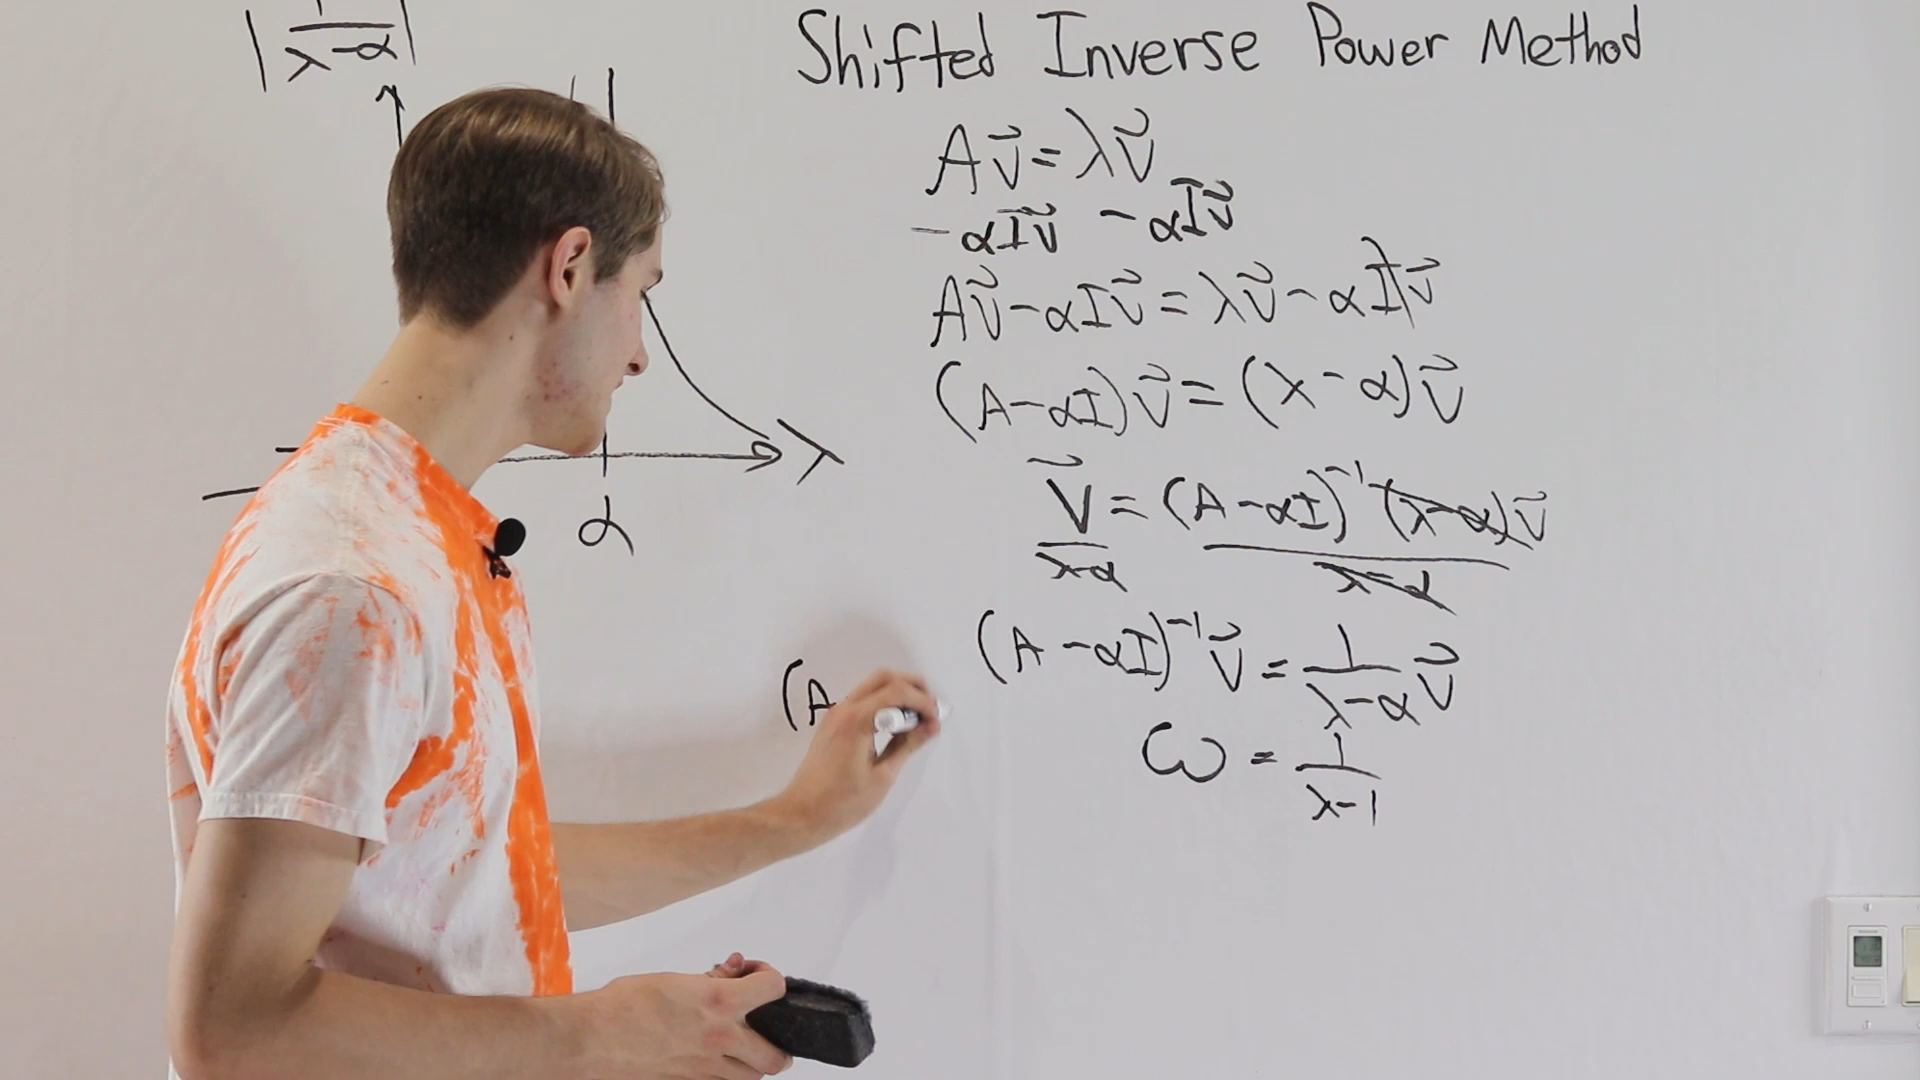 |1/(λ-α)|
λ
α
(A
Shifted Inverse Power Method
Av⃗ = λv⃗
-αIv⃗ -αIv⃗
Av⃗-αIv⃗ = λv⃗-αIv⃗
(A-αI)v⃗ = (λ-α)v⃗
v⃗/(λ-α) = (A-αI)⁻¹(λ-α)v⃗/(λ-α)
(A-αI)⁻¹v⃗ = 1/(λ-α) v⃗
ω = 1/(λ-1)